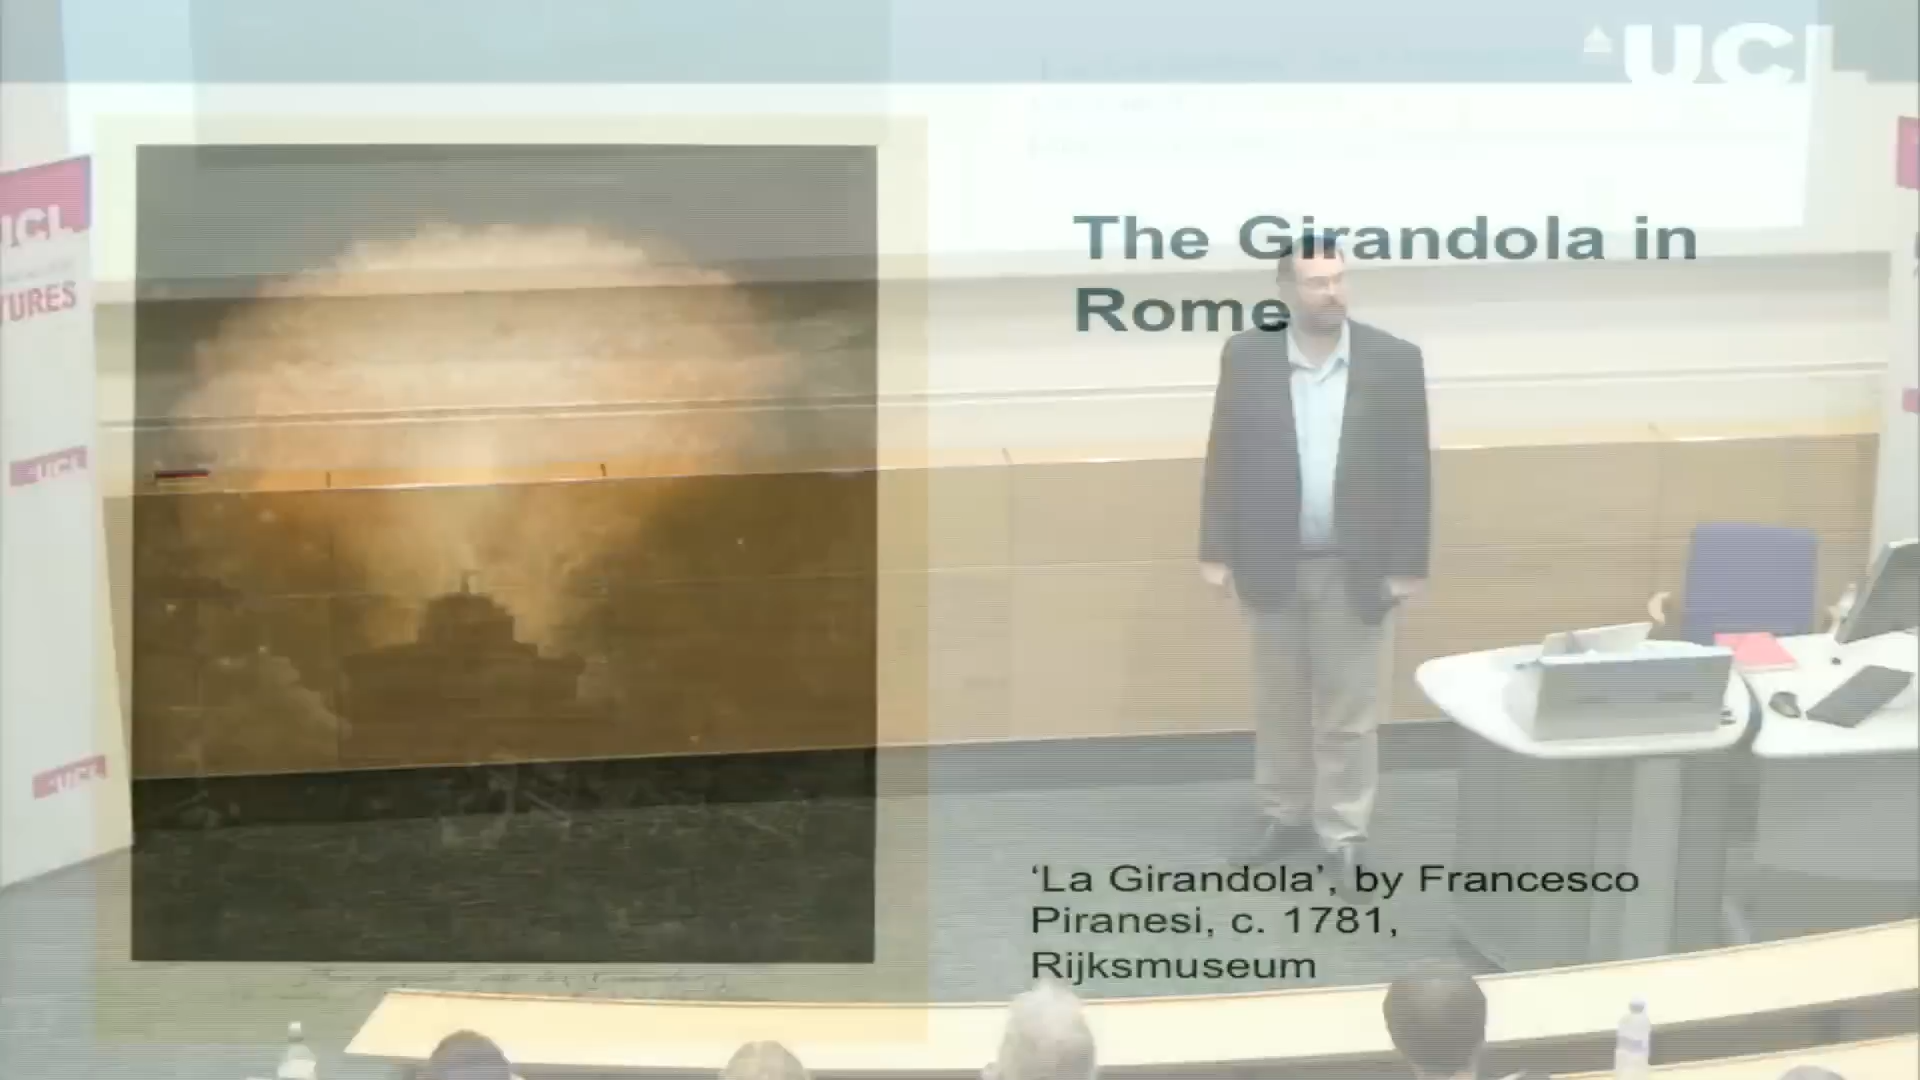 UCL
UCL
TURES
UCL
UCL
The Girandola in
Rome
‘La Girandola’, by Francesco
Piranesi, c. 1781,
Rijksmuseum